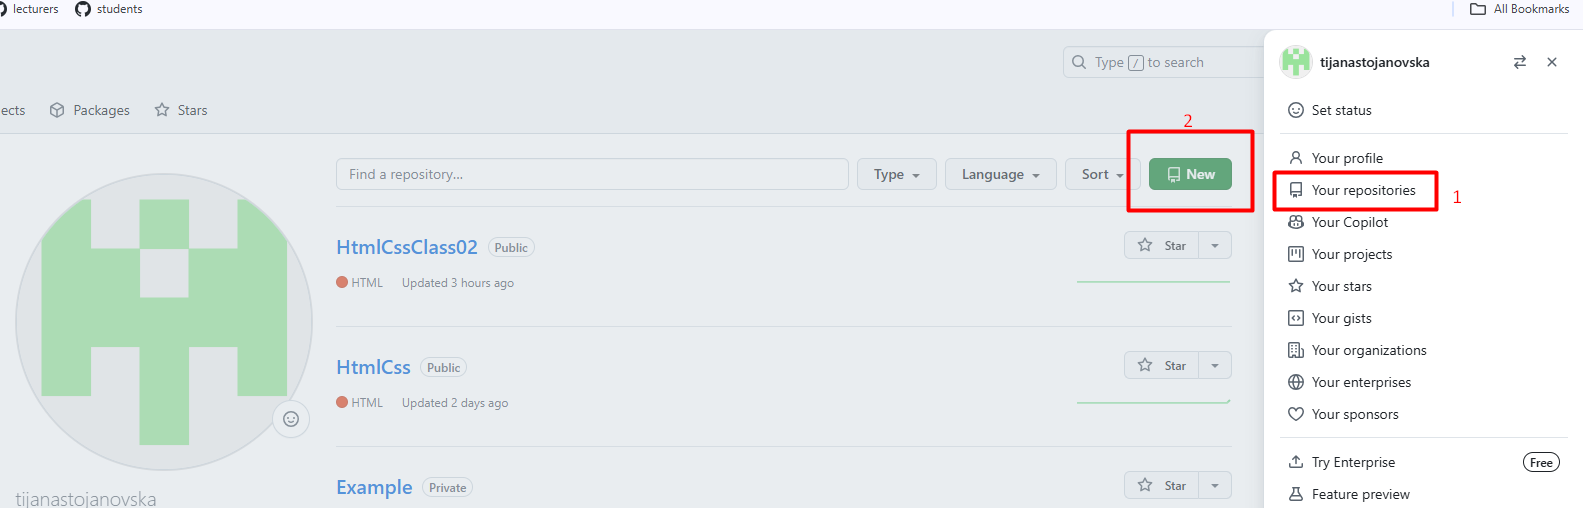 lecturers
students
All Bookmarks
Type / to search
tijanastojanovska
ects
Packages
Stars
Set status
2
Find a repository...
Type
Language
Sort
New
Your profile
Your repositories
1
Your Copilot
Your projects
Your stars
Your gists
Your organizations
Your enterprises
Your sponsors
Try Enterprise
Free
Feature preview
HtmlCssClass02
Public
Star
HTML
Updated 3 hours ago
HtmlCss
Public
Star
HTML
Updated 2 days ago
Example
Private
Star
tijanastojanovska